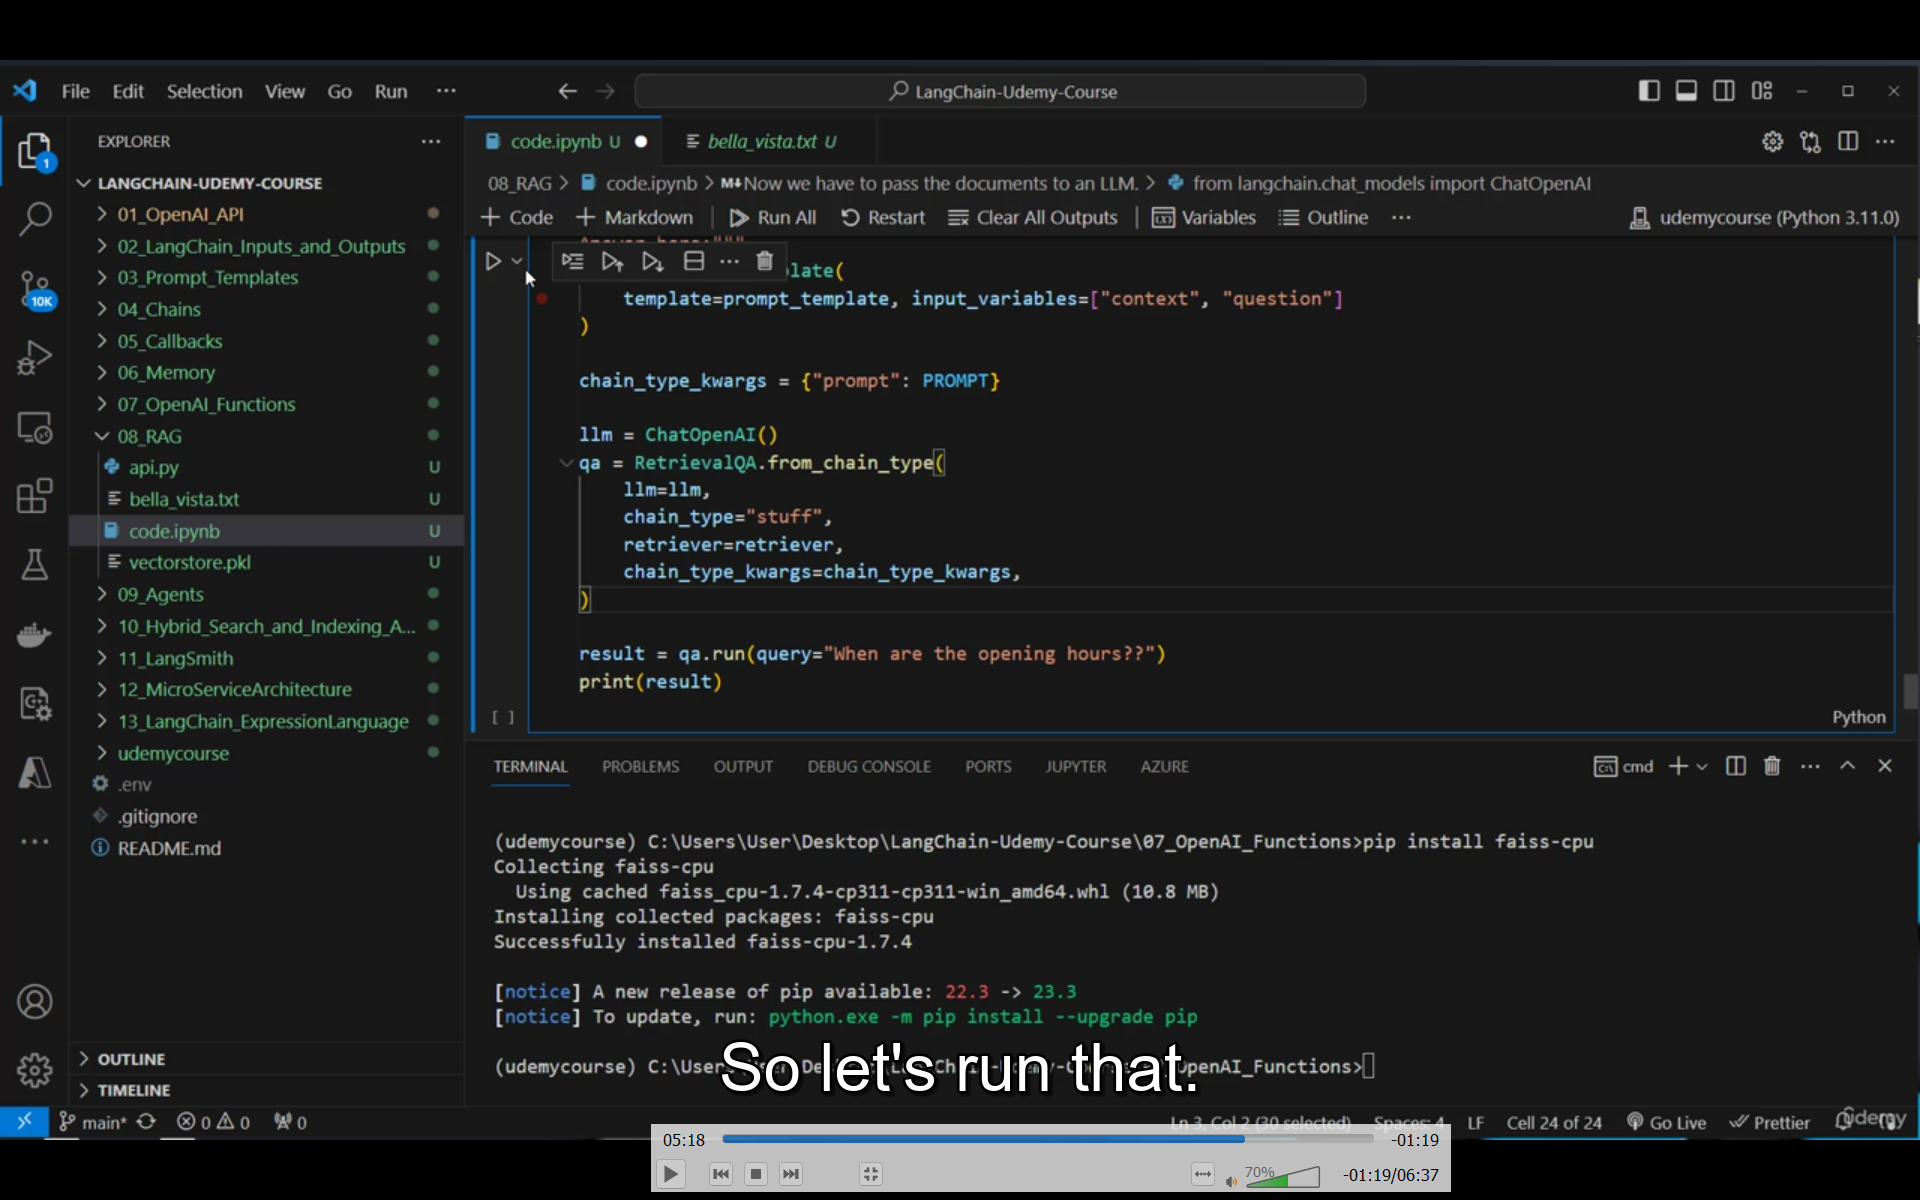 File Edit Selection View Go Run ··· LangChain-Udemy-Course
EXPLORER ···
LANGCHAIN-UDEMY-COURSE
01_OpenAI_API
02_LangChain_Inputs_and_Outputs
03_Prompt_Templates
04_Chains
05_Callbacks
06_Memory
07_OpenAI_Functions
08_RAG
api.py U
bella_vista.txt U
code.ipynb U
vectorstore.pkl U
09_Agents
10_Hybrid_Search_and_Indexing_A...
11_LangSmith
12_MicroServiceArchitecture
13_LangChain_ExpressionLanguage
udemycourse
.env
.gitignore
README.md
OUTLINE
TIMELINE
1
10K
code.ipynb U bella_vista.txt U
08_RAG > code.ipynb > M↓Now we have to pass the documents to an LLM. > from langchain.chat_models import ChatOpenAI
+ Code + Markdown Run All Restart Clear All Outputs Variables Outline ··· udemycourse (Python 3.11.0)
late(
template=prompt_template, input_variables=["context", "question"]
)
chain_type_kwargs = {"prompt": PROMPT}
llm = ChatOpenAI()
qa = RetrievalQA.from_chain_type(
llm=llm,
chain_type="stuff",
retriever=retriever,
chain_type_kwargs=chain_type_kwargs,
)
result = qa.run(query="When are the opening hours??")
print(result)
[ ] Python
TERMINAL PROBLEMS OUTPUT DEBUG CONSOLE PORTS JUPYTER AZURE cmd
(udemycourse) C:\Users\User\Desktop\LangChain-Udemy-Course\07_OpenAI_Functions>pip install faiss-cpu
Collecting faiss-cpu
Using cached faiss_cpu-1.7.4-cp311-cp311-win_amd64.whl (10.8 MB)
Installing collected packages: faiss-cpu
Successfully installed faiss-cpu-1.7.4
[notice] A new release of pip available: 22.3 -> 23.3
[notice] To update, run: python.exe -m pip install --upgrade pip
(udemycourse) C:\Users OpenAI_Functions>
So let's run that.
main* 0 0 0 Ln 3, Col 2 (30 selected) Spaces: 4 LF Cell 24 of 24 Go Live Prettier
udemy
05:18 -01:19
70% -01:19/06:37